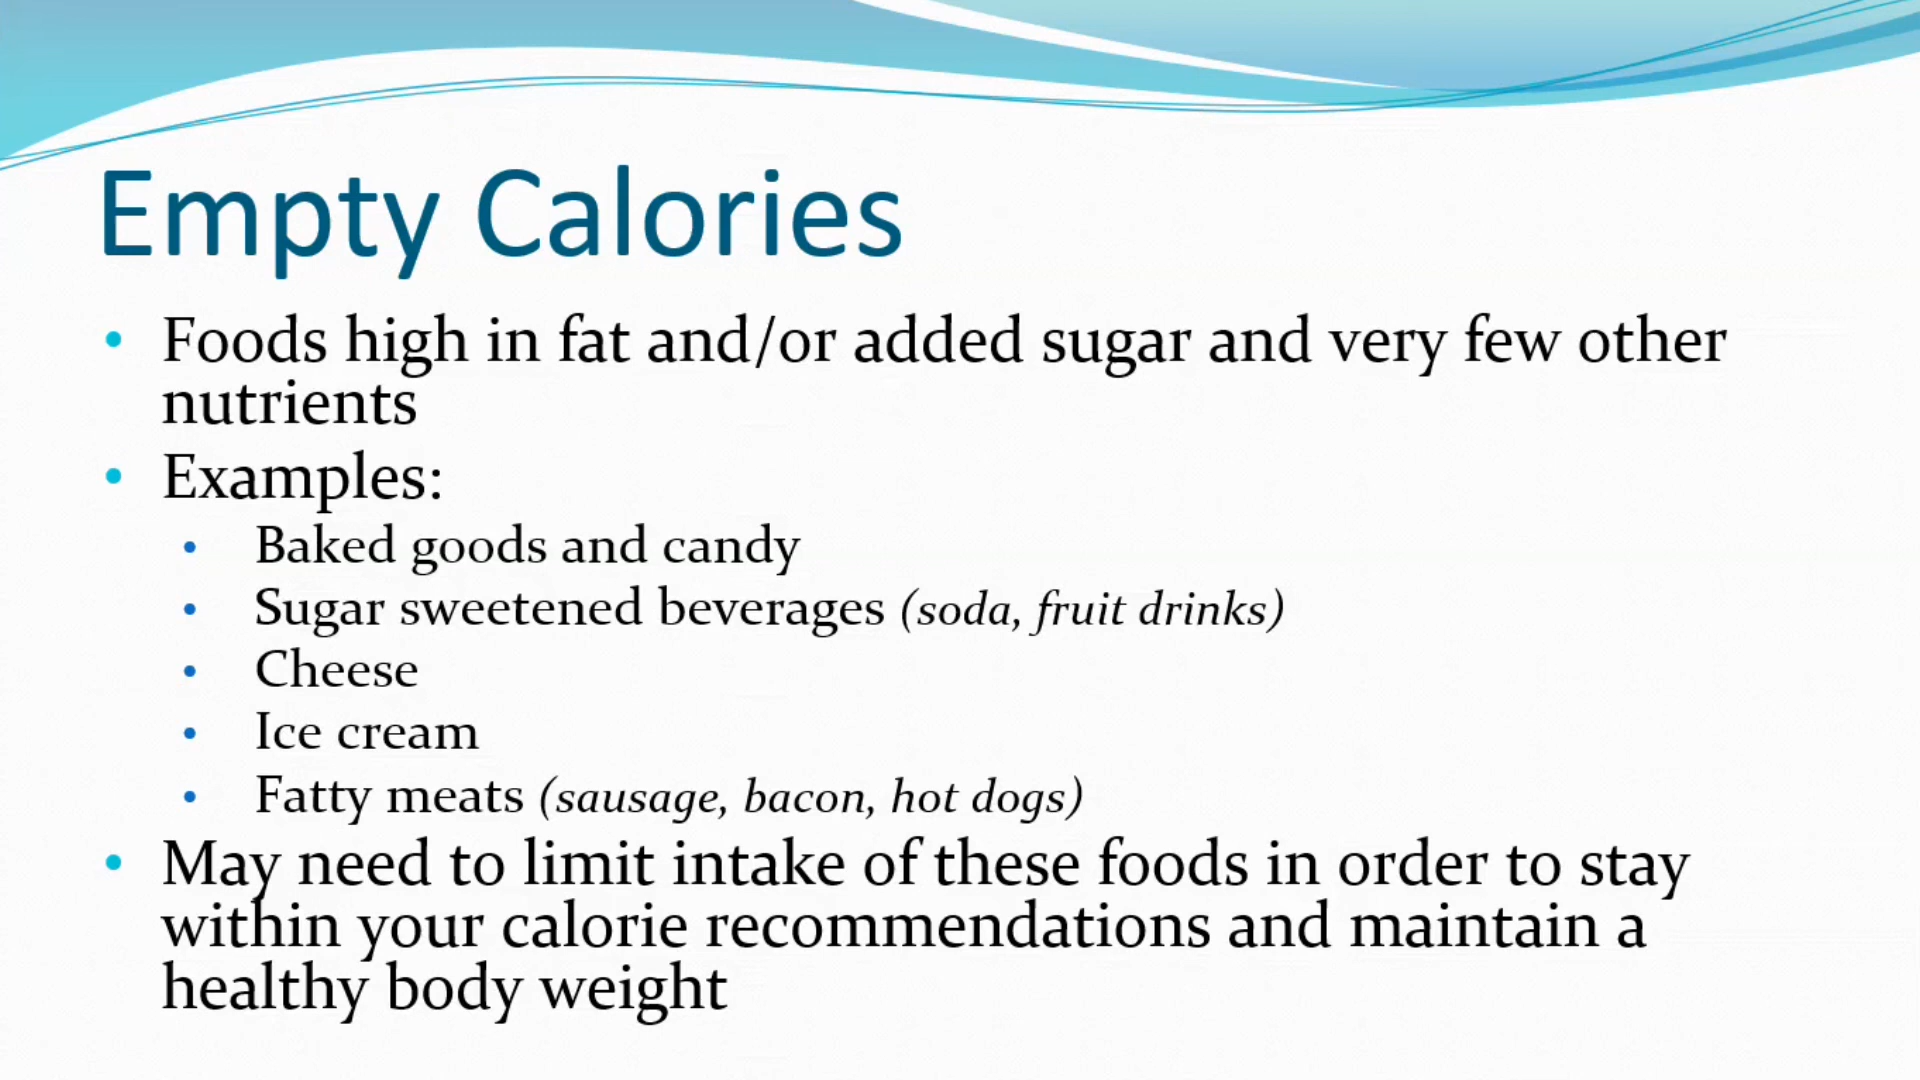 Empty Calories
• Foods high in fat and/or added sugar and very few other
nutrients
• Examples:
• Baked goods and candy
• Sugar sweetened beverages (soda, fruit drinks)
• Cheese
• Ice cream
• Fatty meats (sausage, bacon, hot dogs)
• May need to limit intake of these foods in order to stay
within your calorie recommendations and maintain a
healthy body weight